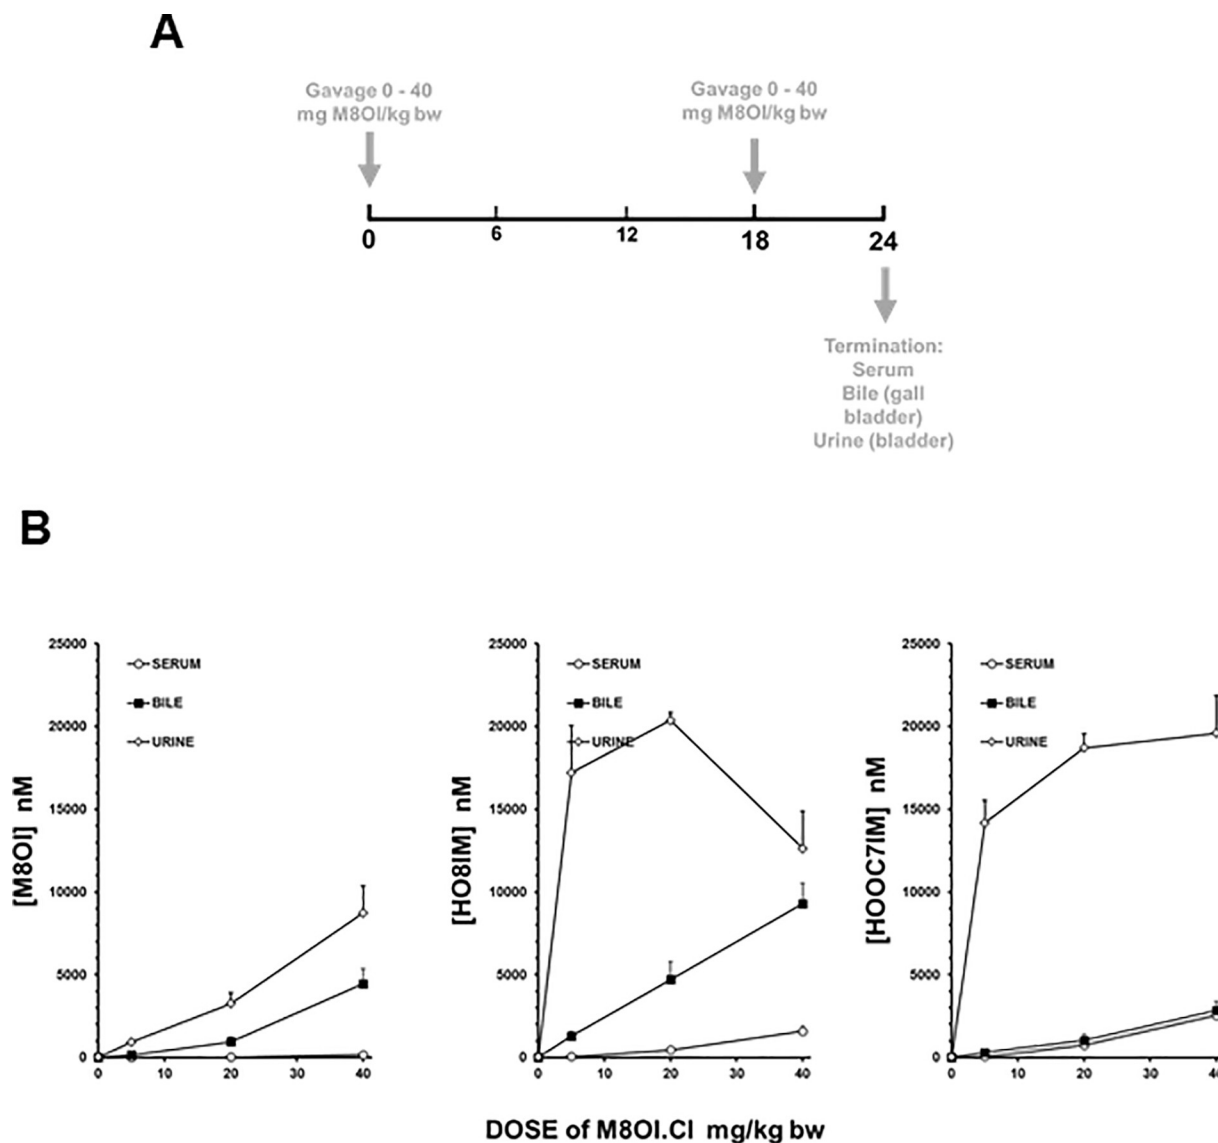 A
Gavage 0 - 40
mg M8OI/kg bw
Gavage 0 - 40
mg M8OI/kg bw
0
6
12
18
24
Termination:
Serum
Bile (gall
bladder)
Urine (bladder)
B
[M8OI] nM
25000
20000
15000
10000
5000
0
SERUM
BILE
URINE
0
10
20
30
40
[HO8IM] nM
25000
20000
15000
10000
5000
0
SERUM
BILE
URINE
0
10
20
30
40
[HOOC7IM] nM
25000
20000
15000
10000
5000
0
SERUM
BILE
URINE
0
10
20
30
40
DOSE of M8OI.Cl mg/kg bw